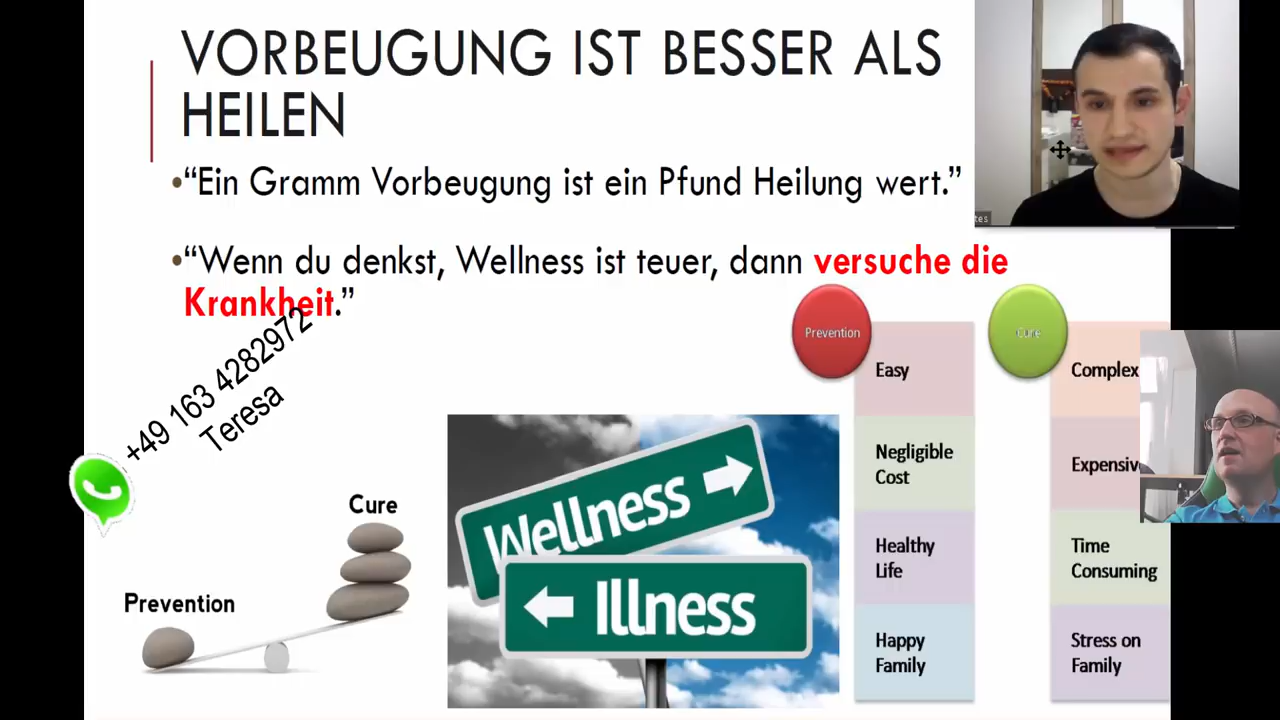 VORBEUGUNG IST BESSER ALS
HEILEN
•“Ein Gramm Vorbeugung ist ein Pfund Heilung wert.”
•“Wenn du denkst, Wellness ist teuer, dann versuche die
Krankheit.”
+49 163 4282972
Teresa
Cure
Prevention
Wellness
Illness
Prevention
Easy
Negligible
Cost
Healthy
Life
Happy
Family
Cure
Complex
Expensiv
Time
Consuming
Stress on
Family